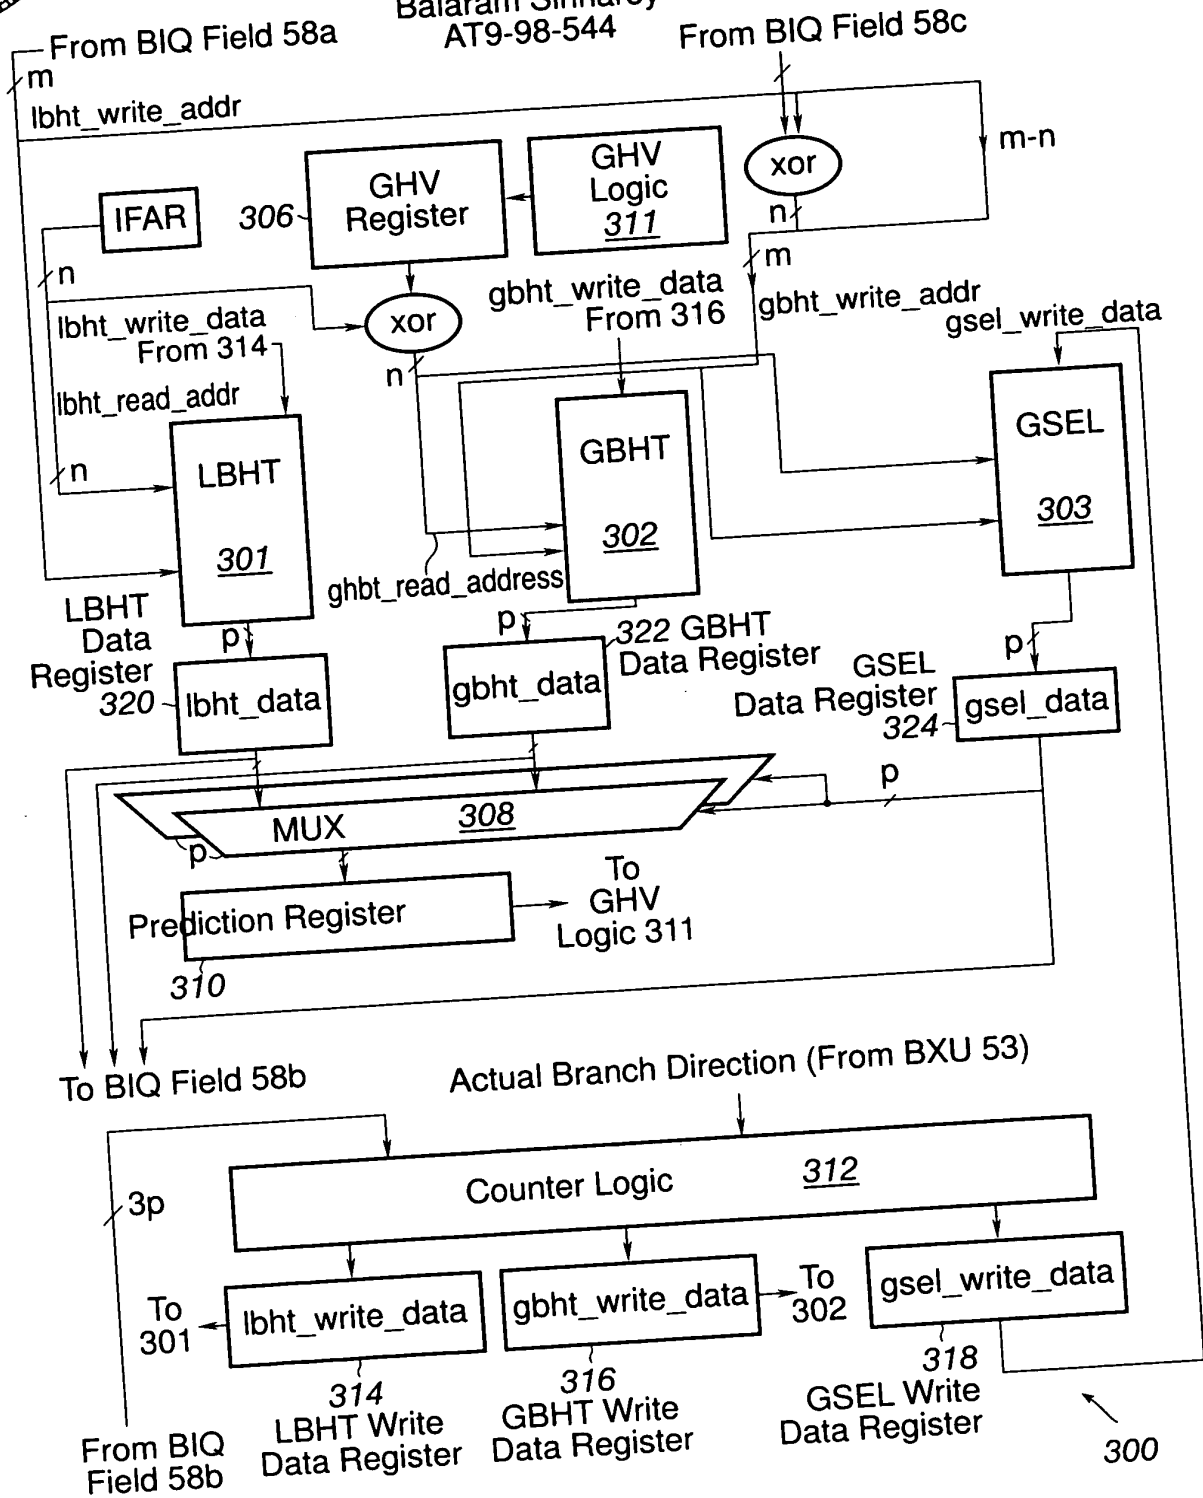 AT9-98-544
From BIQ Field 58a
From BIQ Field 58c
m
lbht_write_addr
m-n
GHV
Register
306
GHV
Logic
311
xor
n
IFAR
n
m
gbht_write_data
From 316
gbht_write_addr
gsel_write_data
lbht_write_data
From 314
xor
n
lbht_read_addr
n
LBHT
301
GBHT
302
GSEL
303
ghbt_read_address
LBHT
Data
Register
320
p
lbht_data
p
gbht_data
322 GBHT
Data Register
GSEL
Data Register
324
p
gsel_data
p
MUX 308
p
Prediction Register
310
To
GHV
Logic 311
To BIQ Field 58b
Actual Branch Direction (From BXU 53)
3p
Counter Logic 312
To
301
lbht_write_data
gbht_write_data
To
302
gsel_write_data
314
LBHT Write
Data Register
316
GBHT Write
Data Register
318
GSEL Write
Data Register
From BIQ
Field 58b
300